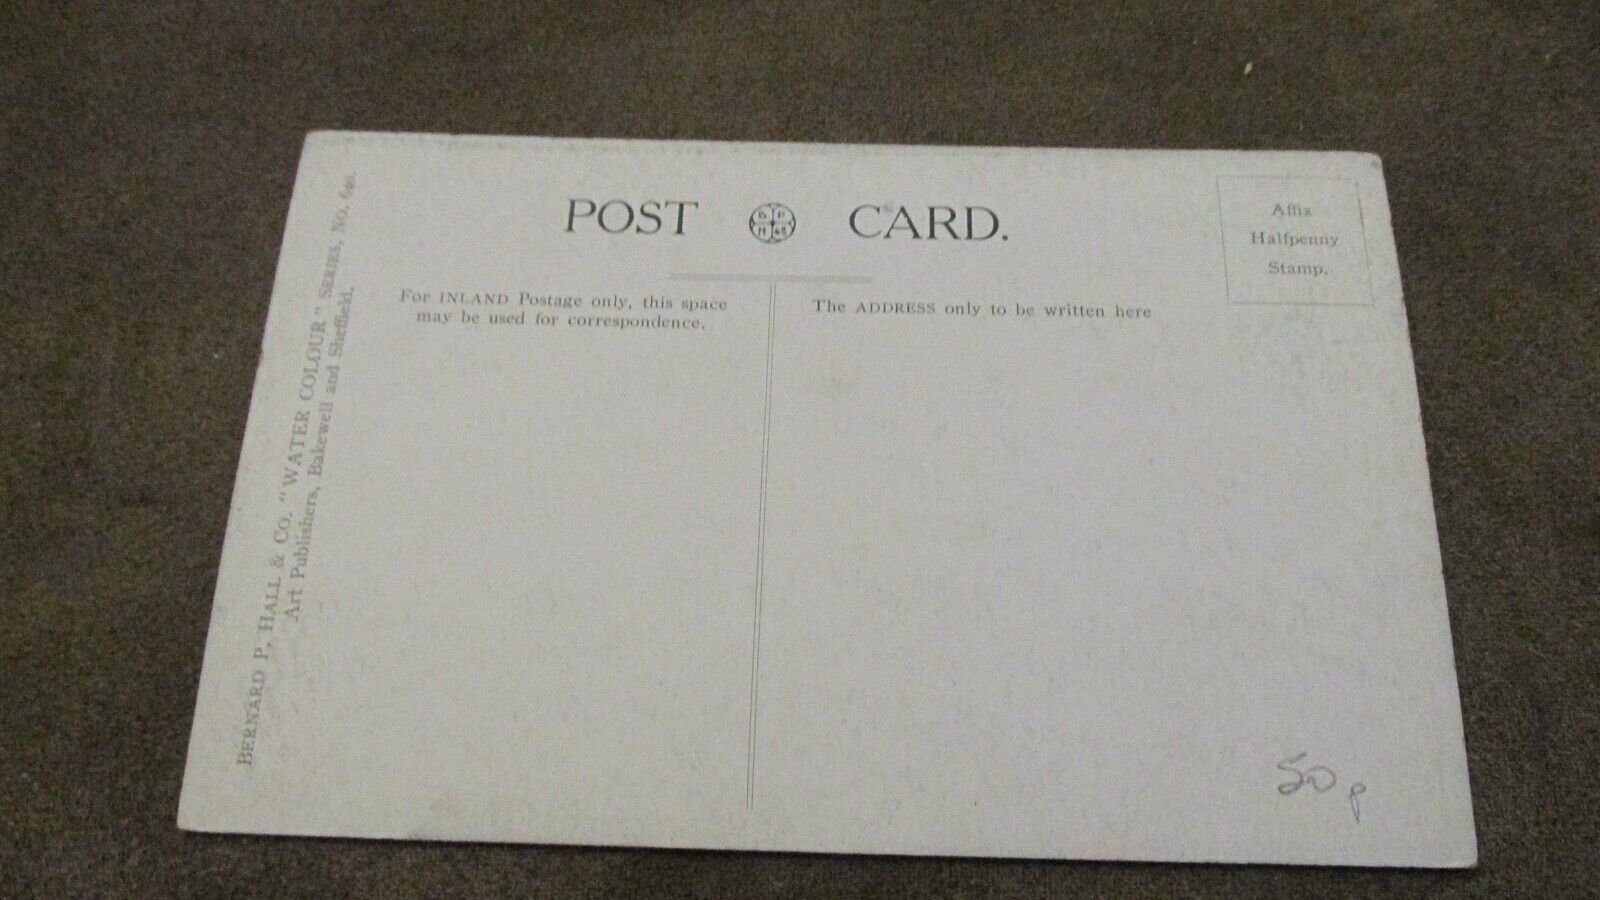 POST CARD.
Affix
Halfpenny
Stamp.
For INLAND Postage only, this space
may be used for correspondence.
The ADDRESS only to be written here
BERNARD P. HALL & CO. "WATER COLOUR" SERIES, NO. 640.
Art Publishers, Bakewell and Sheffield.
50p